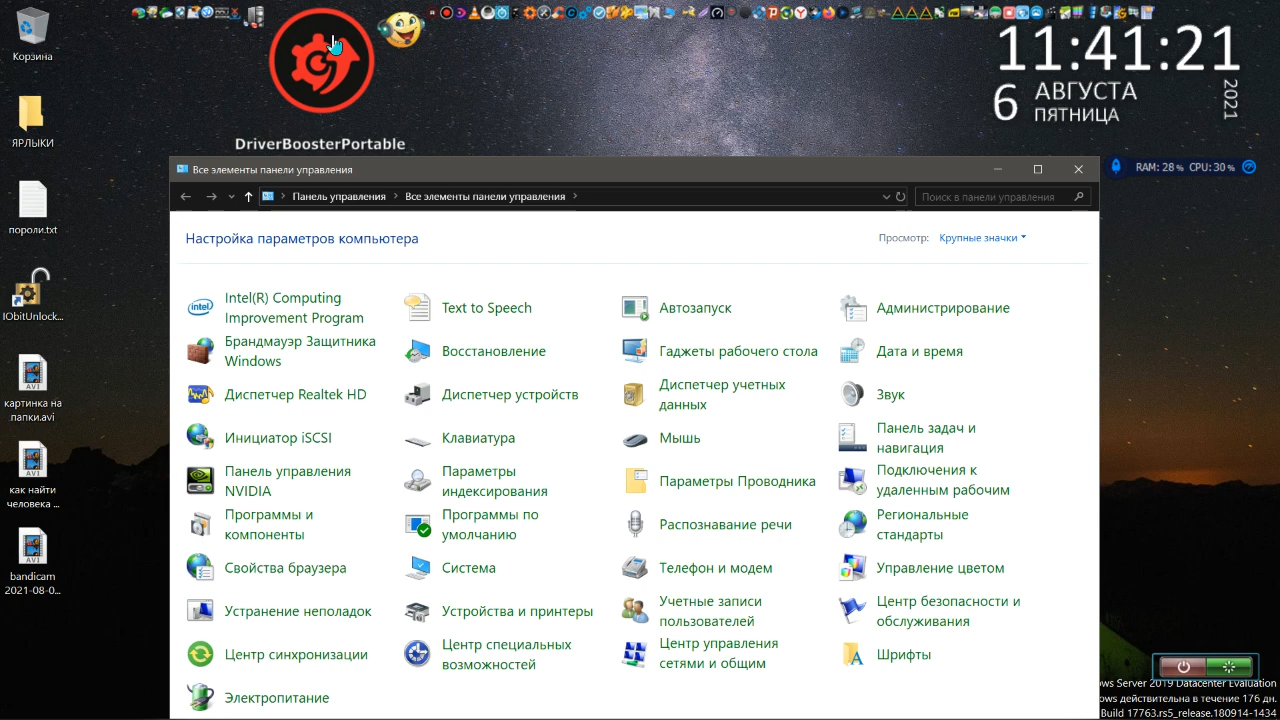 Корзина
ЯРЛЫКИ
пороли.txt
IObitUnlock...
картинка на
папки.avi
как найти
человека ...
bandicam
2021-08-0...
DriverBoosterPortable
11:41:21
6
АВГУСТА
ПЯТНИЦА
2021
RAM: 28% CPU: 30%
Все элементы панели управления
Панель управления
Все элементы панели управления
Поиск в панели управления
Настройка параметров компьютера
Просмотр:
Крупные значки
Intel(R) Computing
Improvement Program
Text to Speech
Автозапуск
Администрирование
Брандмауэр Защитника
Windows
Восстановление
Гаджеты рабочего стола
Дата и время
Диспетчер Realtek HD
Диспетчер устройств
Диспетчер учетных
данных
Звук
Инициатор iSCSI
Клавиатура
Мышь
Панель задач и
навигация
Панель управления
NVIDIA
Параметры
индексирования
Параметры Проводника
Подключения к
удаленным рабочим
Программы и
компоненты
Программы по
умолчанию
Распознавание речи
Региональные
стандарты
Свойства браузера
Система
Телефон и модем
Управление цветом
Устранение неполадок
Устройства и принтеры
Учетные записи
пользователей
Центр безопасности и
обслуживания
Центр синхронизации
Центр специальных
возможностей
Центр управления
сетями и общим
Шрифты
Электропитание
intel
AVI
AVI
AVI
ows Server 2019 Datacenter Evaluation
ows действительна в течение 176 дн.
Build 17763.rs5_release.180914-1434